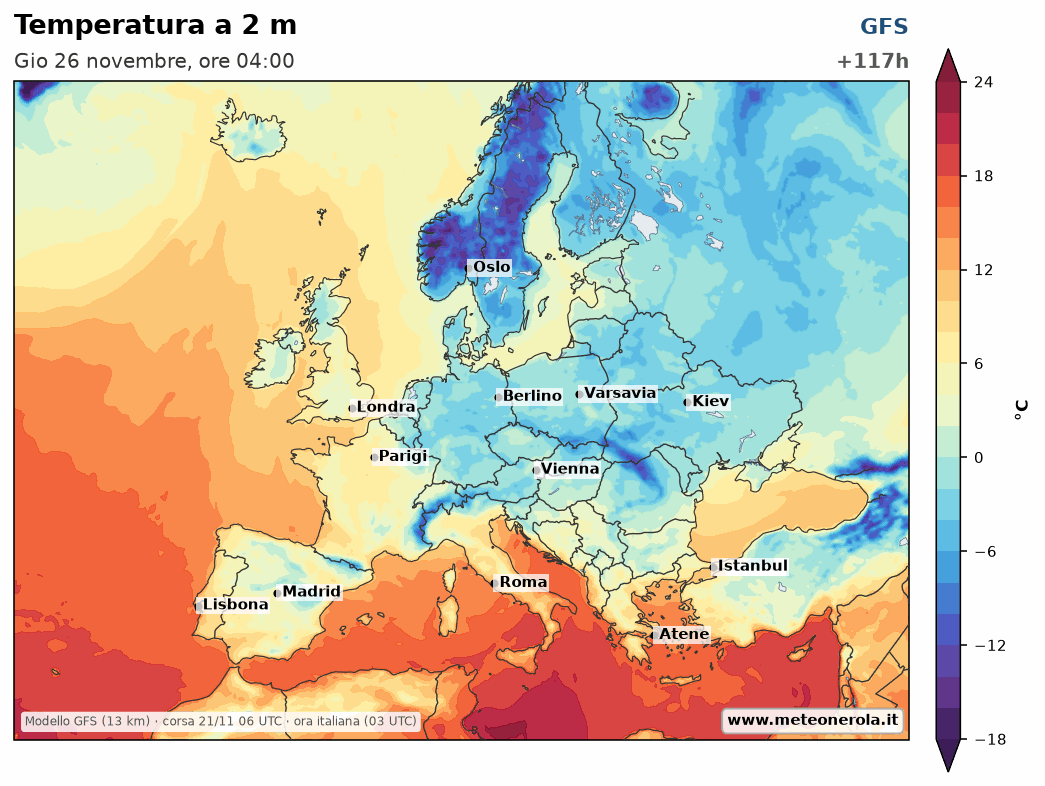 Temperatura a 2 m
GFS
Gio 26 novembre, ore 04:00
+117h
24
18
12
6
0
−6
−12
−18
°C
Oslo
Berlino
Varsavia
Kiev
Londra
Parigi
Vienna
Istanbul
Roma
Madrid
Lisbona
Atene
Modello GFS (13 km) · corsa 21/11 06 UTC · ora italiana (03 UTC)
www.meteonerola.it